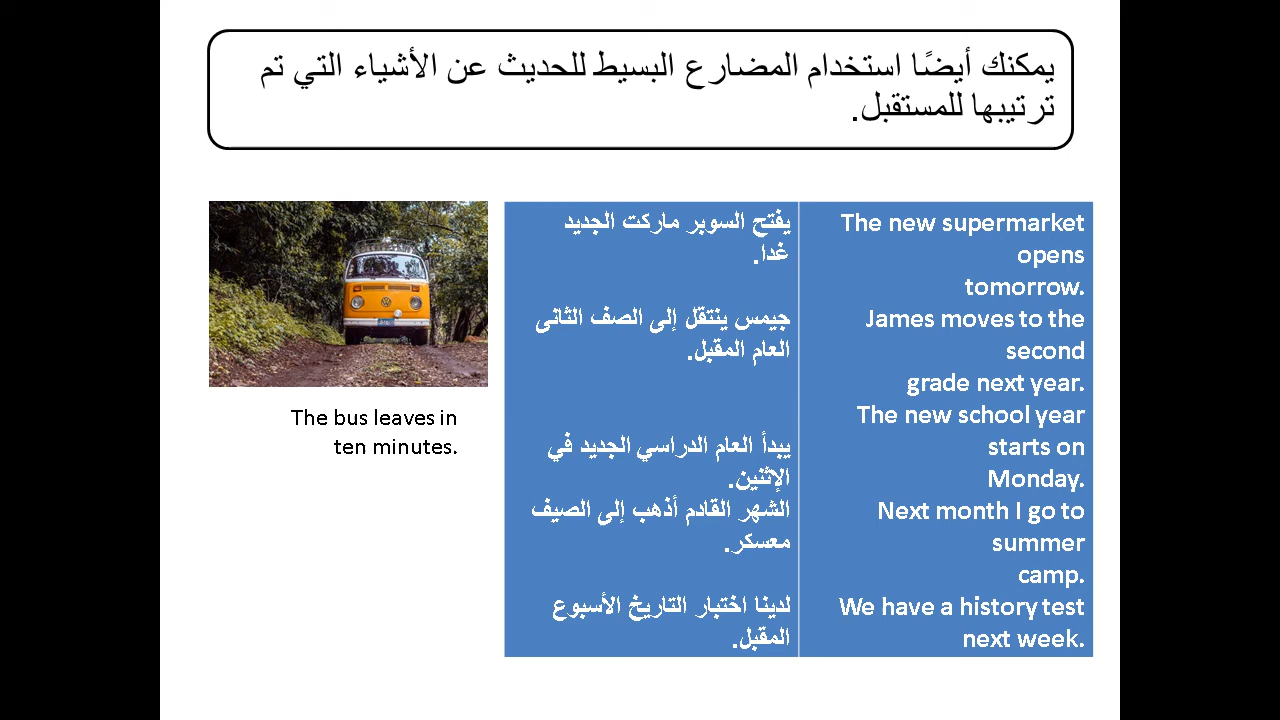 يمكنك أيضًا استخدام المضارع البسيط للحديث عن الأشياء التي تم
ترتيبها للمستقبل.
The new supermarket
opens
tomorrow.
James moves to the
second
grade next year.
The new school year
starts on
Monday.
Next month I go to
summer
camp.
We have a history test
next week.
يفتح السوبر ماركت الجديد
غدا.
جيمس ينتقل إلى الصف الثانى
العام المقبل.
يبدأ العام الدراسي الجديد في
الإثنين.
الشهر القادم أذهب إلى الصيف
معسكر.
لدينا اختبار التاريخ الأسبوع
المقبل.
The bus leaves in
ten minutes.